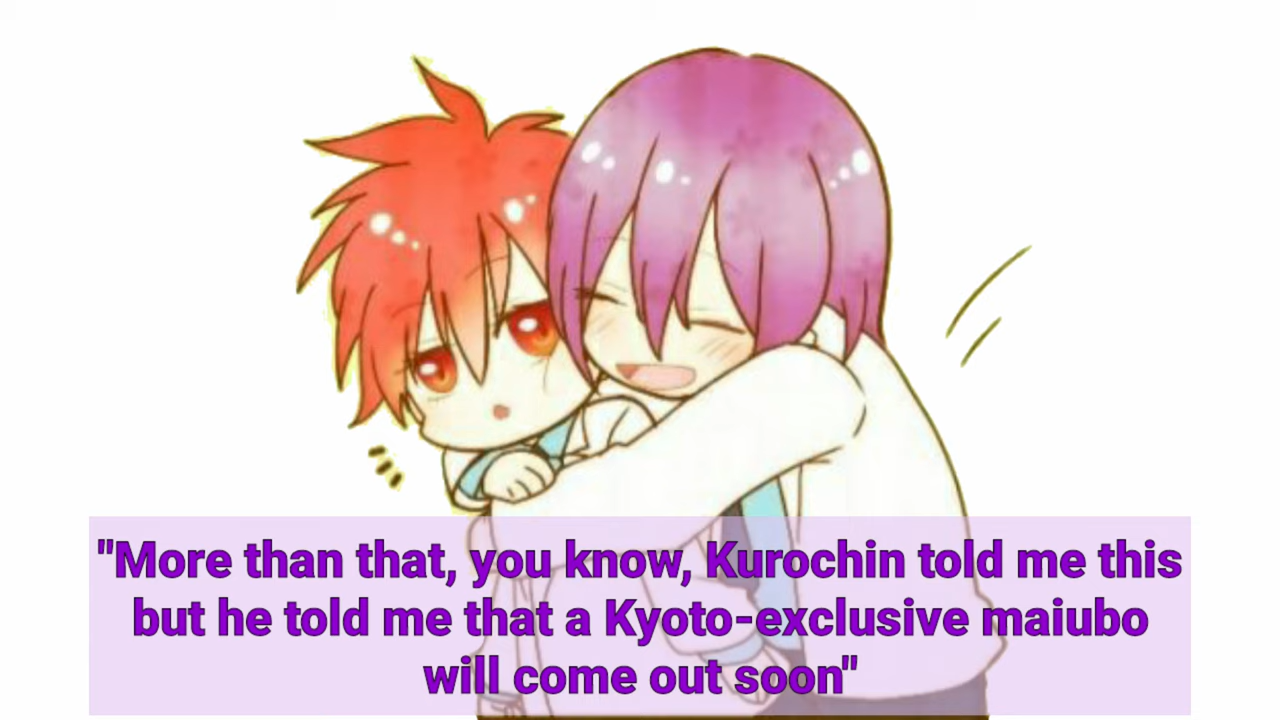 "More than that, you know, Kurochin told me this
but he told me that a Kyoto-exclusive maiubo
will come out soon"